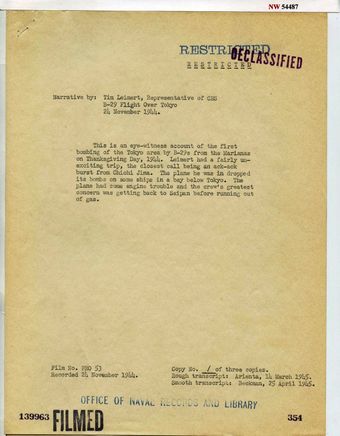 NW 54487
RESTRICTED
DECLASSIFIED
RESTRICTED
Narrative by: Tim Leimert, Representative of CBS
B-29 Flight Over Tokyo
24 November 1944.
This is an eye-witness account of the first
bombing of the Tokyo area by B-29s from the Marianas
on Thanksgiving Day, 1944. Leimert had a fairly un-
exciting trip, the closest call being an ack-ack
burst from Chichi Jima. The plane he was in dropped
its bombs on some ships in a bay below Tokyo. The
plane had some engine trouble and the crew's greatest
concern was getting back to Saipan before running out
of gas.
Film No. PRO 53
Recorded 24 November 1944.
Copy No. 1 of three copies.
Rough transcript: Arienta, 14 March 1945.
Smooth transcript: Beckman, 25 April 1945.
OFFICE OF NAVAL RECORDS AND LIBRARY
139963 FILMED
354